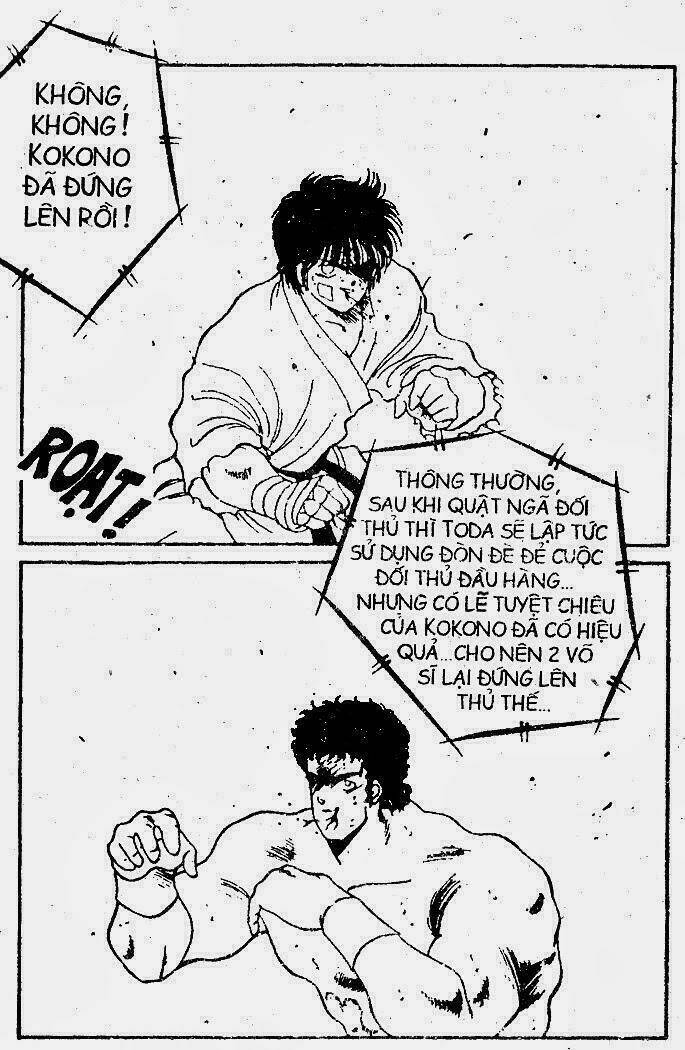 KHÔNG,
KHÔNG!
KOKONO
ĐÃ ĐỨNG
LÊN RỒI!
ROẠT!
THÔNG THƯỜNG,
SAU KHI QUẬT NGÃ ĐỐI
THỦ THÌ TODA SẼ LẬP TỨC
SỬ DỤNG ĐÒN ĐÈ ĐỂ CUỘC
ĐỐI THỦ ĐẦU HÀNG...
NHƯNG CÓ LẼ TUYỆT CHIÊU
CỦA KOKONO ĐÃ CÓ HIỆU
QUẢ...CHO NÊN 2 VÕ
SĨ LẠI ĐỨNG LÊN
THỦ THẾ...